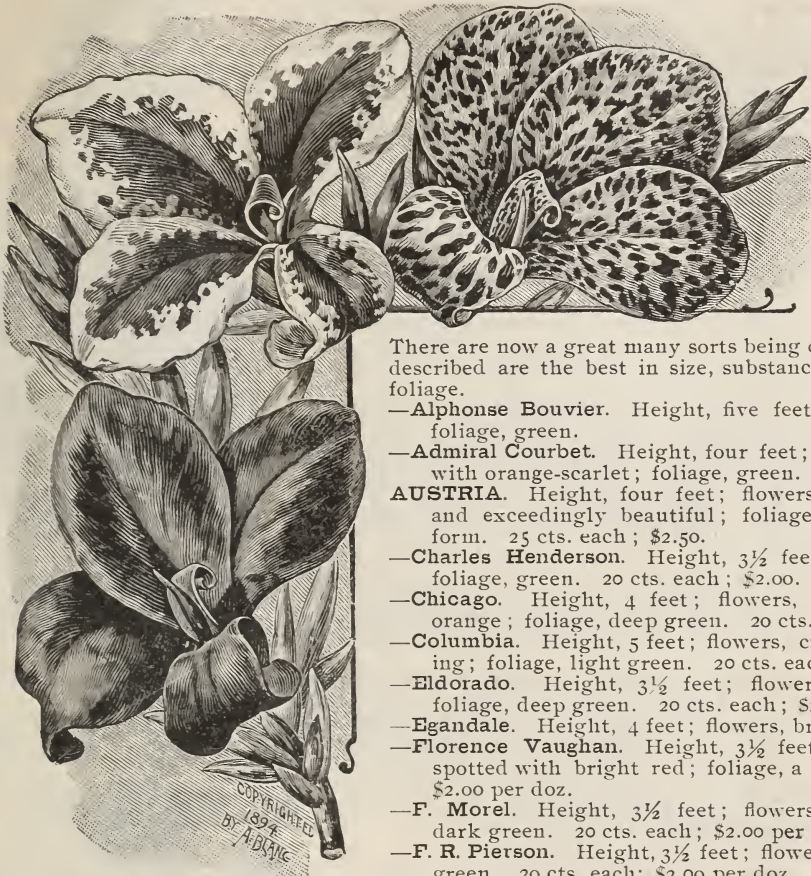 There are now a great many sorts being
described are the best in size,
foliage.
—Alphonse Bouvier. Height, five feet
foliage, green.
—Admiral Courbet. Height, four feet;
with orange-scarlet; foliage, green.
AUSTRIA. Height, four feet; flowers
and exceedingly beautiful; foliage
form. 25 cts. each; $2.50.
—Charles Henderson. Height, 3½
foliage, green. 20 cts. each; $2.00.
—Chicago. Height, 4 feet; flowers,
orange; foliage, deep green. 20 cts.
—Columbia. Height, 5 feet; flowers,
ing; foliage, light green. 20 cts.
—Eldorado. Height, 3½ feet;
foliage, deep green. 20 cts. each;
—Egandale. Height, 4 feet; flowers,
—Florence Vaughan. Height, 3½ feet
spotted with bright red; foliage, a
$2.00 per doz.
—F. Morel. Height, 3½ feet; flowers
dark green. 20 cts. each; $2.00 per
—F. R. Pierson. Height, 3½ feet;
green. 20 cts. each; $2.00 per doz.
COPYRIGHTED
1894
BY A. BLANC